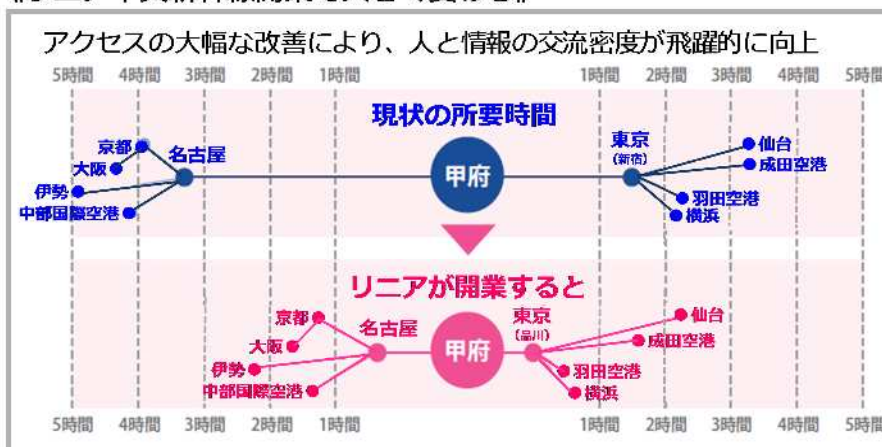 アクセスの大幅な改善により、人と情報の交流密度が飛躍的に向上
5時間 4時間 3時間 2時間 1時間 1時間 2時間 3時間 4時間 5時間
現状の所要時間
京都
大阪
伊勢
中部国際空港
名古屋
甲府
東京
(新宿)
仙台
成田空港
羽田空港
横浜
リニアが開業すると
京都
大阪
伊勢
中部国際空港
名古屋
甲府
東京
(品川)
仙台
成田空港
羽田空港
横浜
5時間 4時間 3時間 2時間 1時間 1時間 2時間 3時間 4時間 5時間